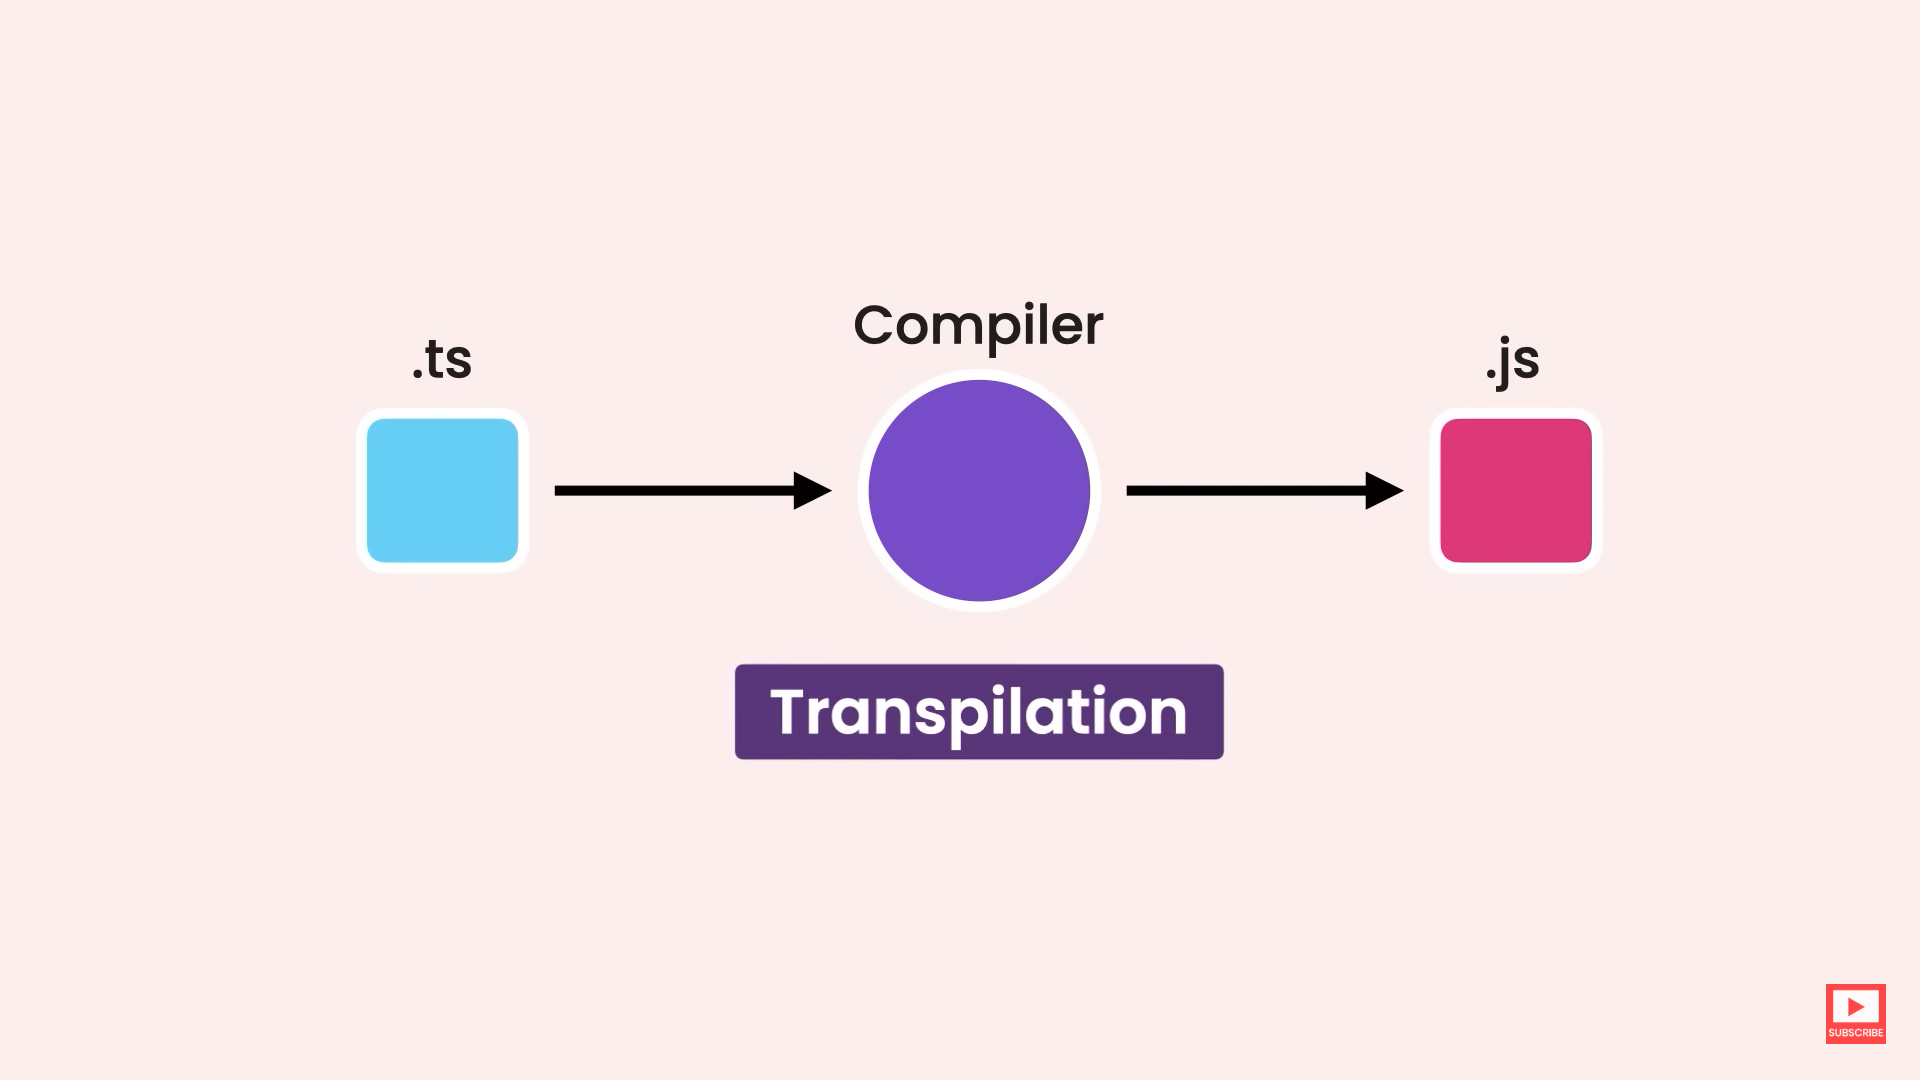 Compiler
.ts
.js
Transpilation
SUBSCRIBE